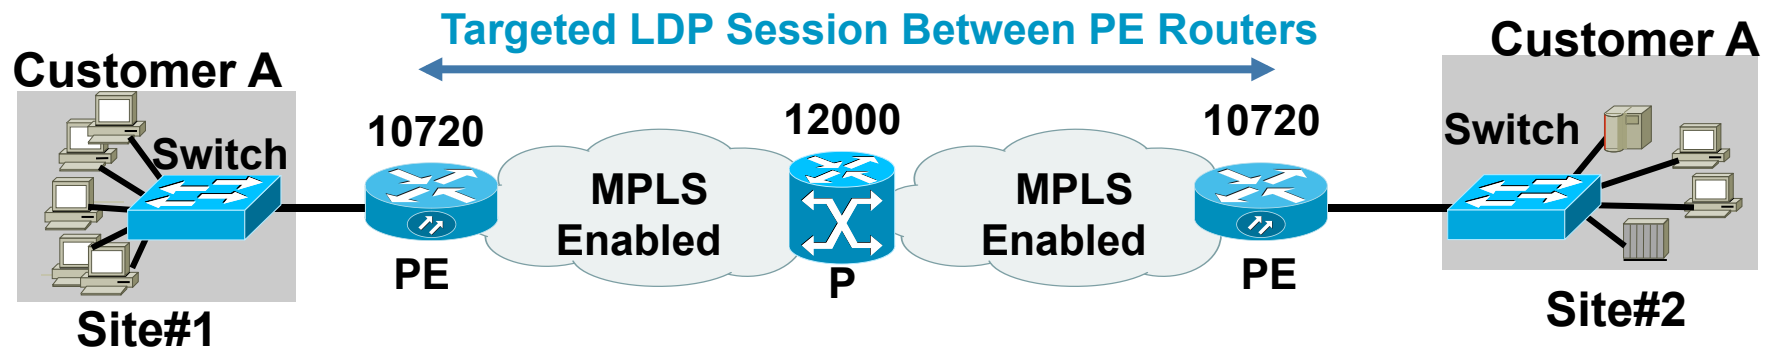 Targeted LDP Session Between PE Routers
Customer A
Customer A
Switch
10720
12000
10720
Switch
MPLS
Enabled
MPLS
Enabled
PE
P
PE
Site#1
Site#2